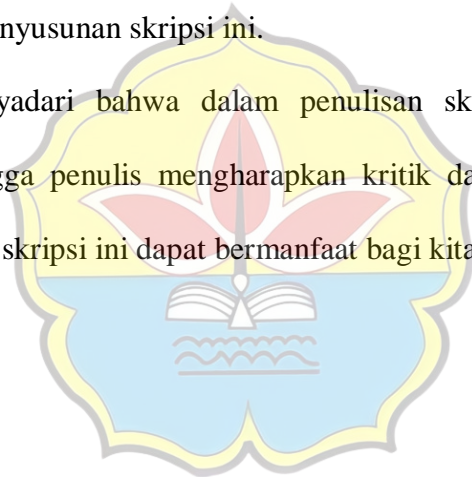 nyusunan skripsi ini.
yadari bahwa dalam penulisan sk
gga penulis mengharapkan kritik da
skripsi ini dapat bermanfaat bagi kita